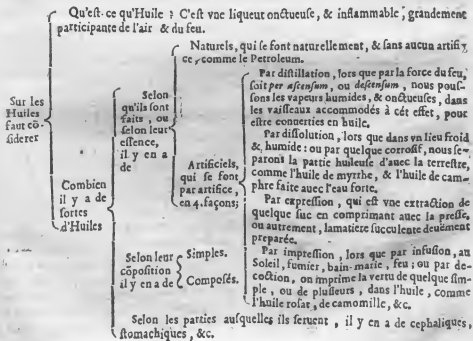 Qu'est-ce qu'Huile ? C'est vne liqueur onctueuse, & inflammable, grandement
participante de l'air & du feu.
Sur les
Huiles
faut cō-
siderer
Combien
il y a de
sortes
d'Huiles
Selon
qu'ils sont
faits, ou
selon leur
essence,
il y en a
de
Naturels, qui se font naturellement, & sans aucun artifi-
ce, comme le Petroleum.
Artificiels,
qui se font
par artifice,
en 4. façons;
Par distillation, lors que par la force du feu,
soit per ascensum, ou descensum, nous pous-
sons les vapeurs humides, & onctueuses, dans
les vaisseaux accommodés à cét effet, pour
estre conuerties en huile.
Par dissolution, lors que dans vn lieu froid
&, humide: ou par quelque corrosif, nous se-
parons la partie huileuse d'auec la terrestre,
comme l'huile de myrrhe, & l'huile de cam-
phre faite auec l'eau forte.
Par expression, qui est vne extraction de
quelque suc en comprimant auec la presse,
ou autrement, la matiere succulente deuëment
preparée.
Par impression, lors que par infusion, au
Soleil, fumier, bain-marie, feu; ou par de-
coction, on imprime la vertu de quelque sim-
ple, ou de plusieurs, dans l'huile, comme
l'huile rosat, de camomille, &c.
Selon leur
cōpositiō
il y en a de
Simples.
Composés.
Selon les parties ausquelles ils seruent, il y en a de cephaliques,
stomachiques, &c.